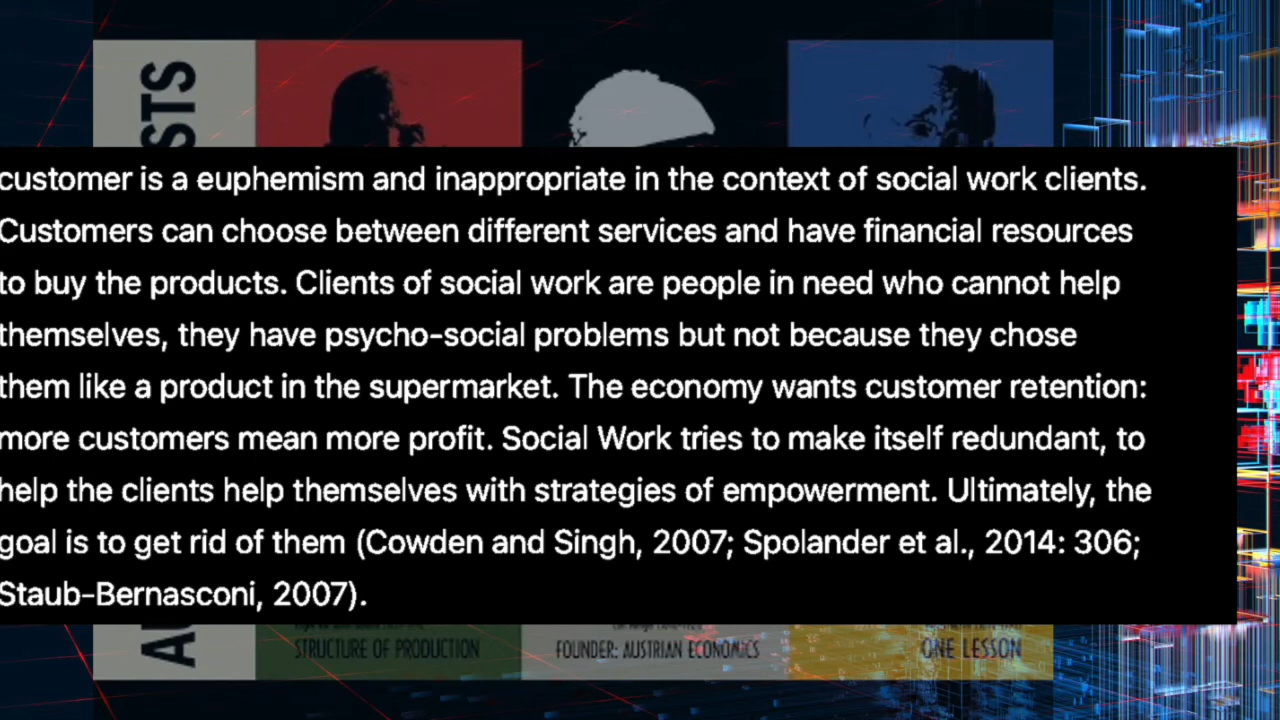 STS
customer is a euphemism and inappropriate in the context of social work clients.
Customers can choose between different services and have financial resources
to buy the products. Clients of social work are people in need who cannot help
themselves, they have psycho-social problems but not because they chose
them like a product in the supermarket. The economy wants customer retention:
more customers mean more profit. Social Work tries to make itself redundant, to
help the clients help themselves with strategies of empowerment. Ultimately, the
goal is to get rid of them (Cowden and Singh, 2007; Spolander et al., 2014: 306;
Staub-Bernasconi, 2007).
STRUCTURE OF PRODUCTION
FOUNDER: AUSTRIAN ECONOMICS
ONE LESSON